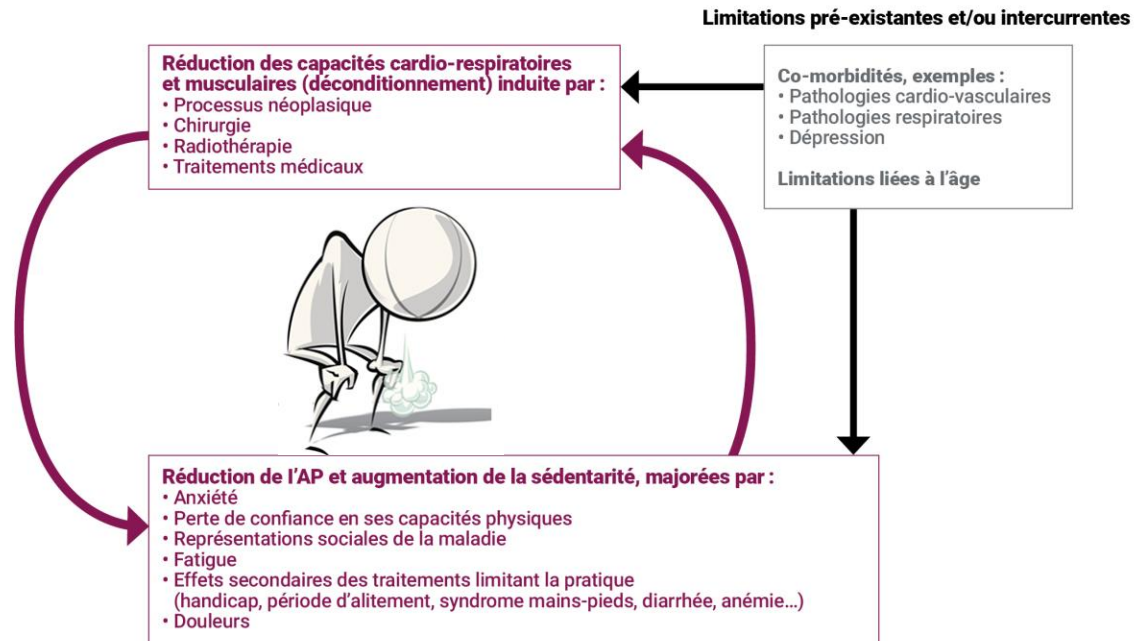 Limitations pré-existantes et/ou intercurrentes
Réduction des capacités cardio-respiratoires
et musculaires (déconditionnement) induite par :
• Processus néoplasique
• Chirurgie
• Radiothérapie
• Traitements médicaux
Co-morbidités, exemples :
• Pathologies cardio-vasculaires
• Pathologies respiratoires
• Dépression
Limitations liées à l’âge
Réduction de l’AP et augmentation de la sédentarité, majorées par :
• Anxiété
• Perte de confiance en ses capacités physiques
• Représentations sociales de la maladie
• Fatigue
• Effets secondaires des traitements limitant la pratique
(handicap, période d’alitement, syndrome mains-pieds, diarrhée, anémie…)
• Douleurs